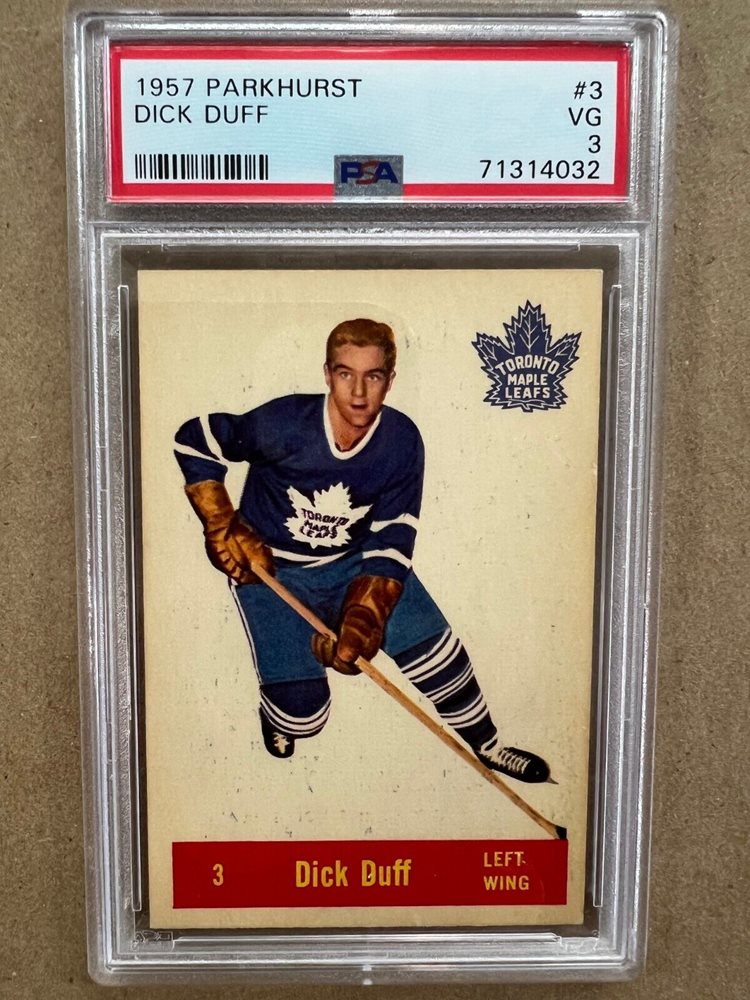 1957 PARKHURST
#3
DICK DUFF
VG
3
PSA
71314032
TORONTO
MAPLE
LEAFS
TORONTO
MAPLE
LEAFS
3
Dick Duff
LEFT
WING